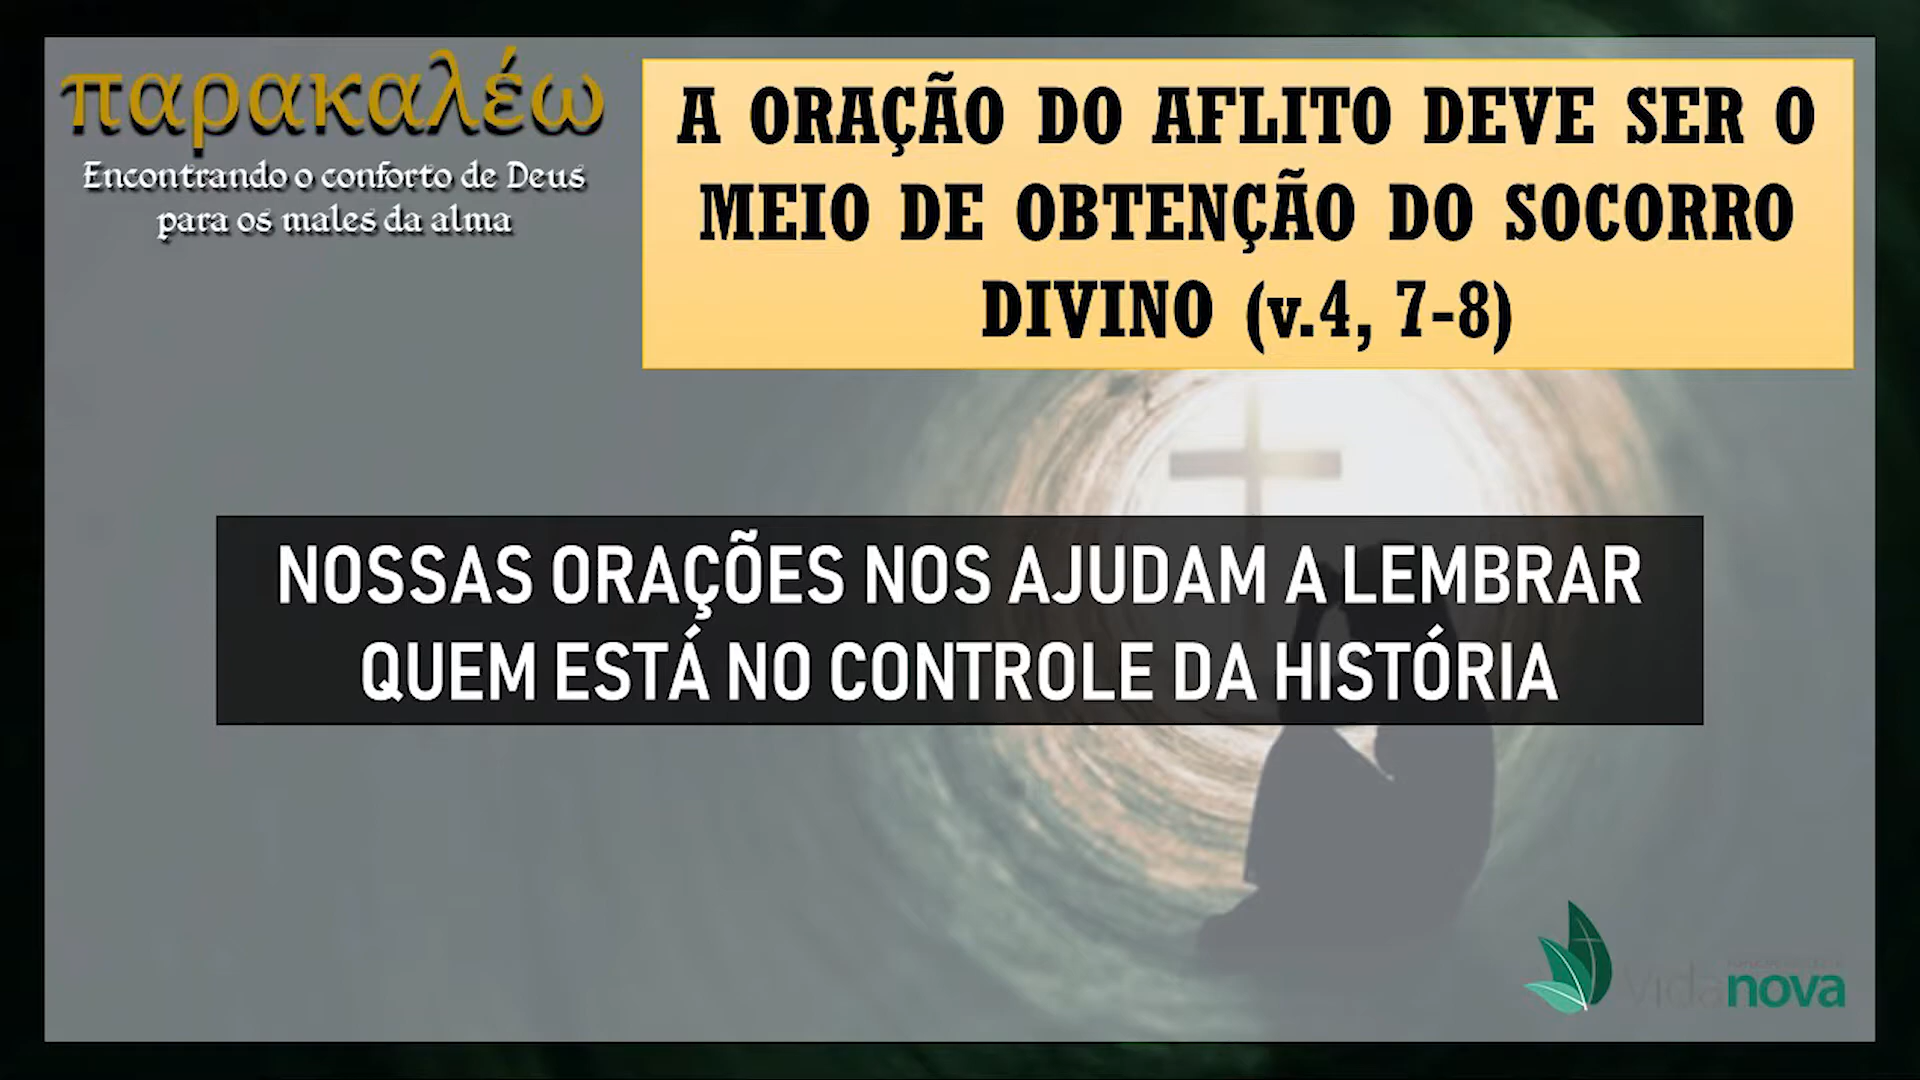 παρακαλέω
Encontrando o conforto de Deus
para os males da alma
A ORAÇÃO DO AFLITO DEVE SER O
MEIO DE OBTENÇÃO DO SOCORRO
DIVINO (v.4, 7-8)
NOSSAS ORAÇÕES NOS AJUDAM A LEMBRAR
QUEM ESTÁ NO CONTROLE DA HISTÓRIA
Vidanova